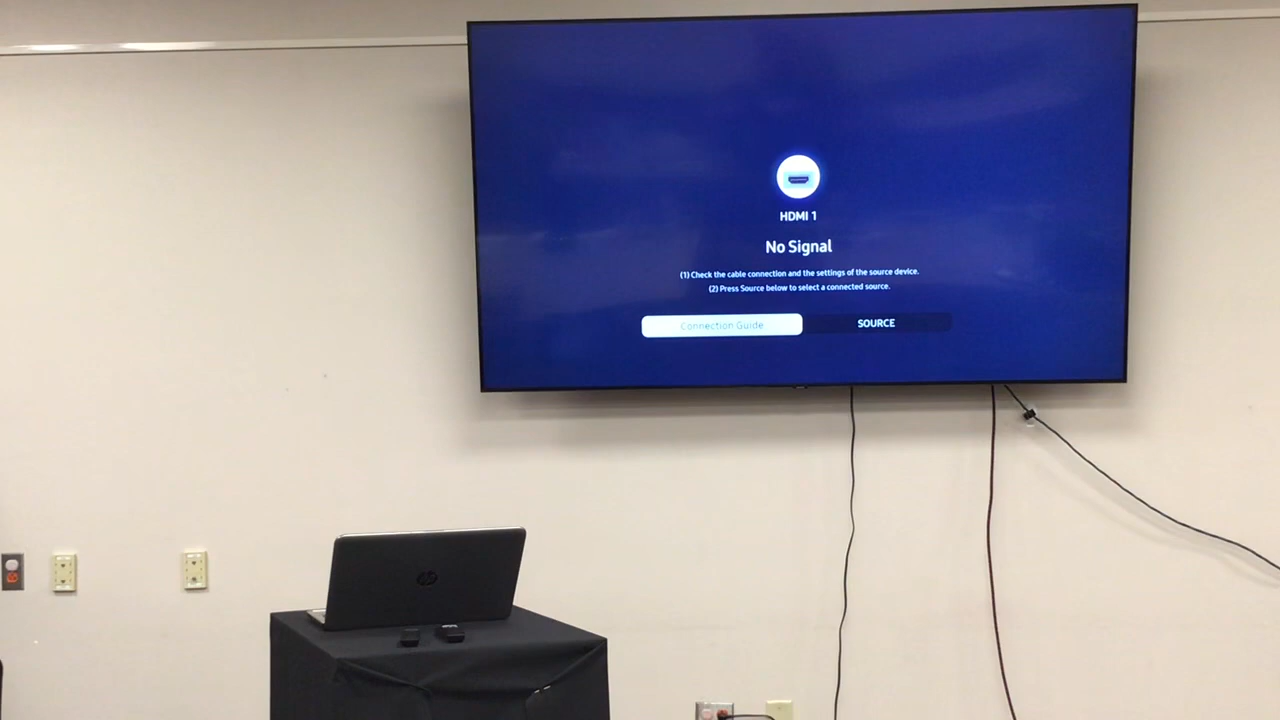 HDMI 1
No Signal
(1) Check the cable connection and the settings of the source device.
(2) Press Source below to select a connected source.
Connection Guide
SOURCE
hp